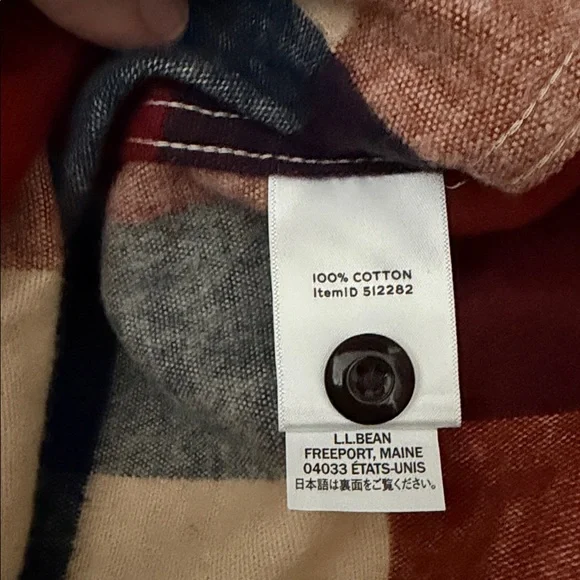 100% COTTON
ItemID 512282
L.L.BEAN
FREEPORT, MAINE
04033 ÉTATS-UNIS
日本語は裏面をご覧ください。